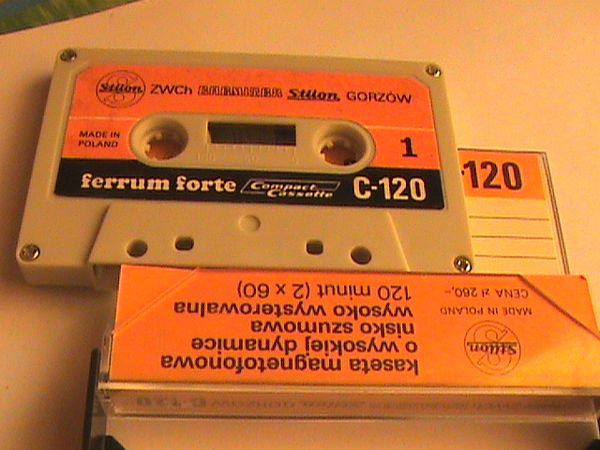 Stilon ZWCh Stilon GORZÓW
MADE IN
POLAND
1
ferrum forte Compact Cassette C-120
-120
kaseta magnetofonowa
o wysokiej dynamice
nisko szumowa
wysoko wysterowalna
120 minut (2 x 60)
Stilon
MADE IN POLAND
CENA zł 260,-